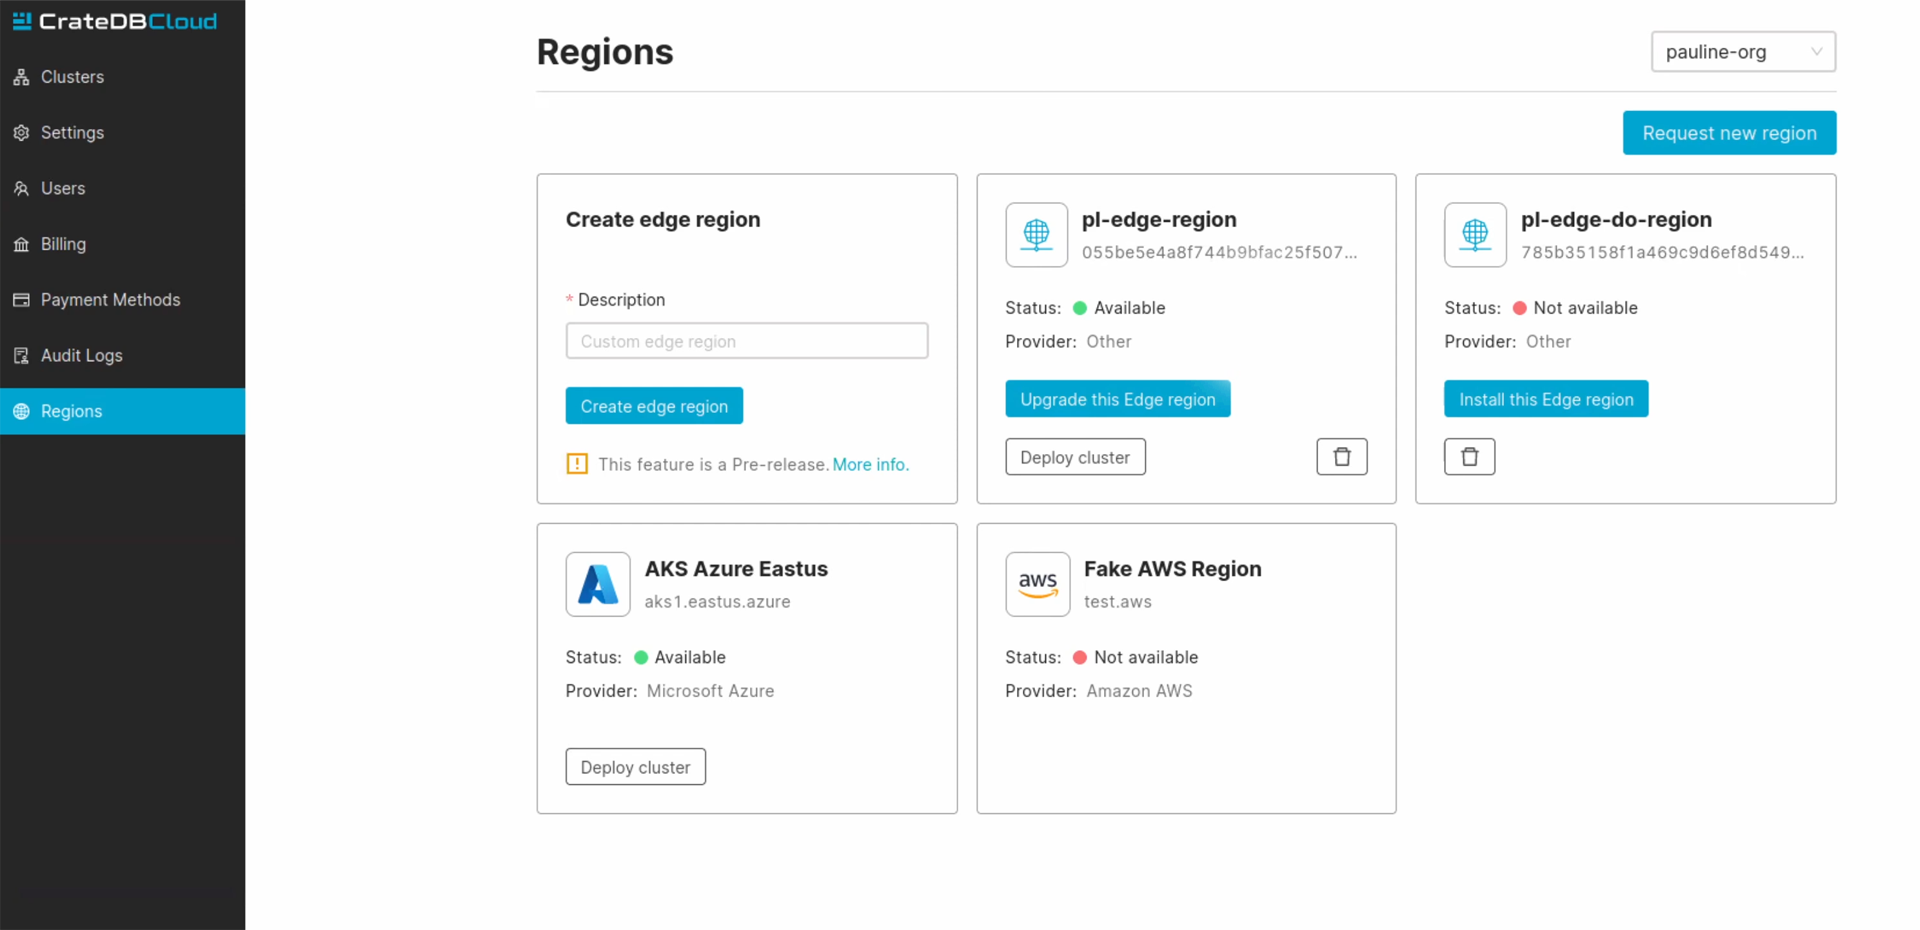 CrateDBCloud
Clusters
Settings
Users
Billing
Payment Methods
Audit Logs
Regions
Regions
pauline-org
Request new region
Create edge region
* Description
Custom edge region
Create edge region
This feature is a Pre-release. More info.
pl-edge-region
055be5e4a8f744b9bfac25f507...
Status: Available
Provider: Other
Upgrade this Edge region
Deploy cluster
pl-edge-do-region
785b35158f1a469c9d6ef8d549...
Status: Not available
Provider: Other
Install this Edge region
AKS Azure Eastus
aks1.eastus.azure
Status: Available
Provider: Microsoft Azure
Deploy cluster
aws
Fake AWS Region
test.aws
Status: Not available
Provider: Amazon AWS